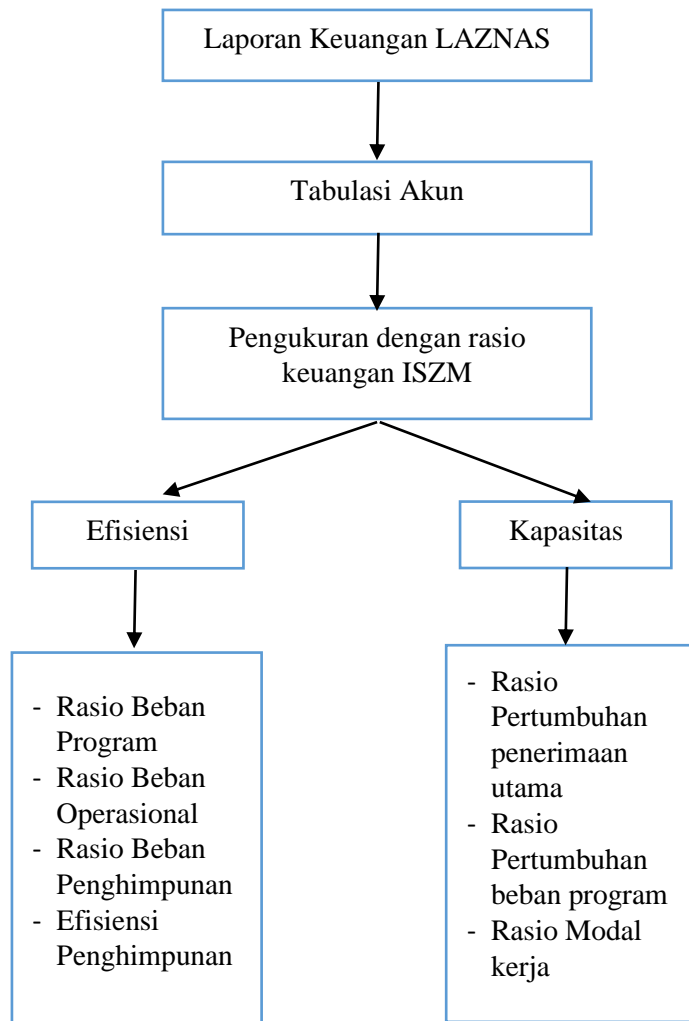 Laporan Keuangan LAZNAS
Tabulasi Akun
Pengukuran dengan rasio
keuangan ISZM
Efisiensi
Kapasitas
- Rasio Beban
Program
- Rasio Beban
Operasional
- Rasio Beban
Penghimpunan
- Efisiensi
Penghimpunan
- Rasio
Pertumbuhan
penerimaan
utama
- Rasio
Pertumbuhan
beban program
- Rasio Modal
kerja